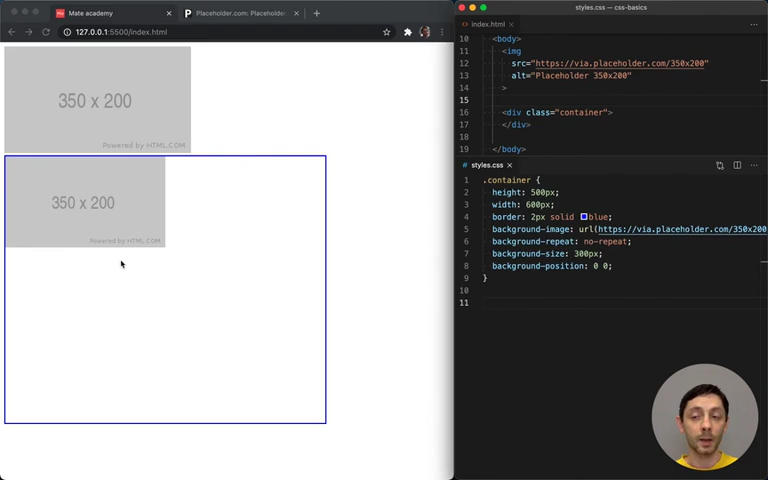 Mate academy
Placeholder.com: Placeholde
127.0.0.1:5500/index.html
350 x 200
Powered by HTML.COM
350 x 200
Powered by HTML.COM
styles.css — css-basics
index.html
10 <body>
11 <img
12 src="https://via.placeholder.com/350x200"
13 alt="Placeholder 350x200"
14 >
15
16 <div class="container">
17 </div>
18
19 </body>
# styles.css
1 .container {
2 height: 500px;
3 width: 600px;
4 border: 2px solid blue;
5 background-image: url(https://via.placeholder.com/350x200
6 background-repeat: no-repeat;
7 background-size: 300px;
8 background-position: 0 0;
9 }
10
11